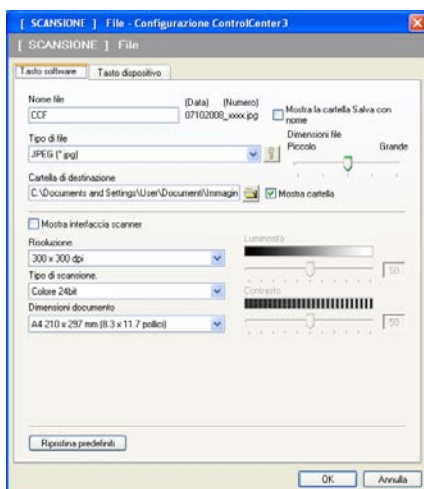 [ SCANSIONE ] File - Configurazione ControlCenter3
[ SCANSIONE ] File
Tasto software
Tasto dispositivo
Nome file
(Data) (Numero)
CCF
07102008_xxxx.jpg
Mostra la cartella Salva con nome
Tipo di file
Dimensioni file
Piccolo
Grande
JPEG (*.jpg)
Cartella di destinazione
C:\Documents and Settings\User\Documenti\Immagin
Mostra cartella
Mostra interfaccia scanner
Risoluzione.
Luminosità
300 x 300 dpi
50
Tipo di scansione.
Contrasto
Colore 24bit
Dimensioni documento
50
A4 210 x 297 mm (8.3 x 11.7 pollici)
Ripristina predefiniti
OK
Annulla